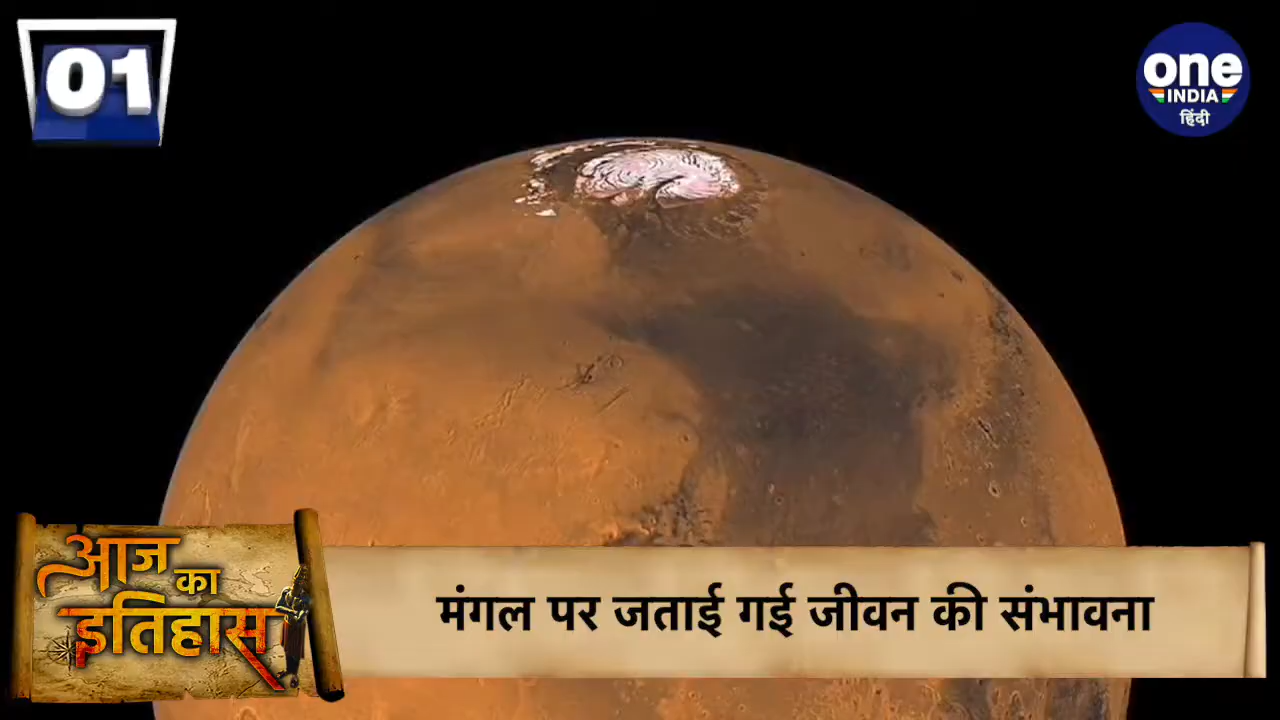 01
one
INDIA
हिंदी
आज
का
इतिहास
मंगल पर जताई गई जीवन की संभावना